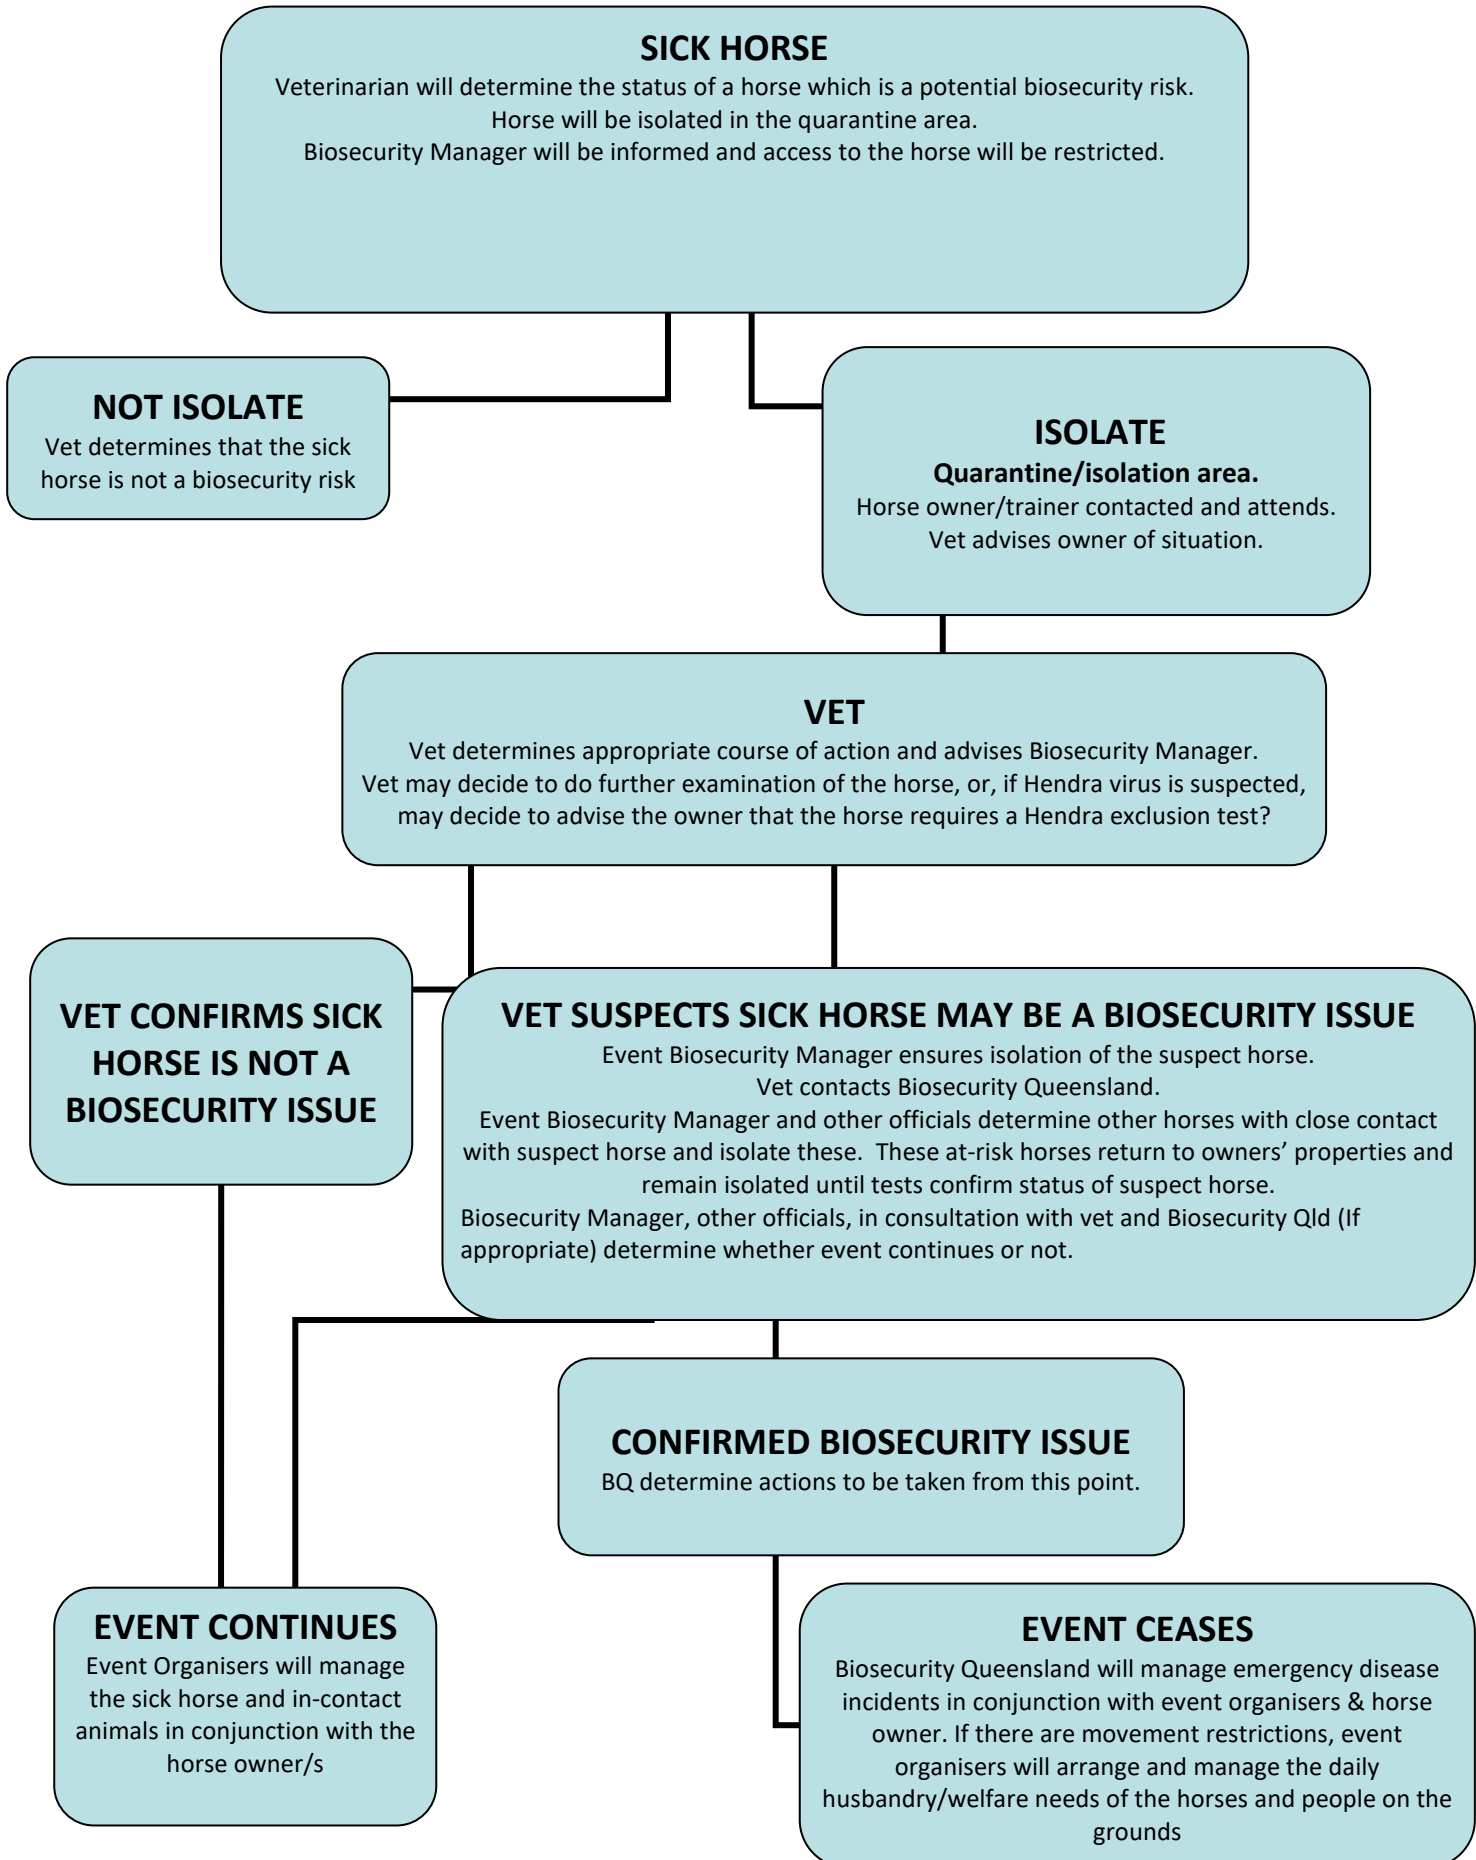 SICK HORSE
Veterinarian will determine the status of a horse which is a potential biosecurity risk.
Horse will be isolated in the quarantine area.
Biosecurity Manager will be informed and access to the horse will be restricted.
NOT ISOLATE
Vet determines that the sick
horse is not a biosecurity risk
ISOLATE
Quarantine/isolation area.
Horse owner/trainer contacted and attends.
Vet advises owner of situation.
VET
Vet determines appropriate course of action and advises Biosecurity Manager.
Vet may decide to do further examination of the horse, or, if Hendra virus is suspected,
may decide to advise the owner that the horse requires a Hendra exclusion test?
VET CONFIRMS SICK
HORSE IS NOT A
BIOSECURITY ISSUE
VET SUSPECTS SICK HORSE MAY BE A BIOSECURITY ISSUE
Event Biosecurity Manager ensures isolation of the suspect horse.
Vet contacts Biosecurity Queensland.
Event Biosecurity Manager and other officials determine other horses with close contact
with suspect horse and isolate these.  These at-risk horses return to owners’ properties and
remain isolated until tests confirm status of suspect horse.
Biosecurity Manager, other officials, in consultation with vet and Biosecurity Qld (If
appropriate) determine whether event continues or not.
CONFIRMED BIOSECURITY ISSUE
BQ determine actions to be taken from this point.
EVENT CONTINUES
Event Organisers will manage
the sick horse and in-contact
animals in conjunction with the
horse owner/s
EVENT CEASES
Biosecurity Queensland will manage emergency disease
incidents in conjunction with event organisers & horse
owner. If there are movement restrictions, event
organisers will arrange and manage the daily
husbandry/welfare needs of the horses and people on the
grounds